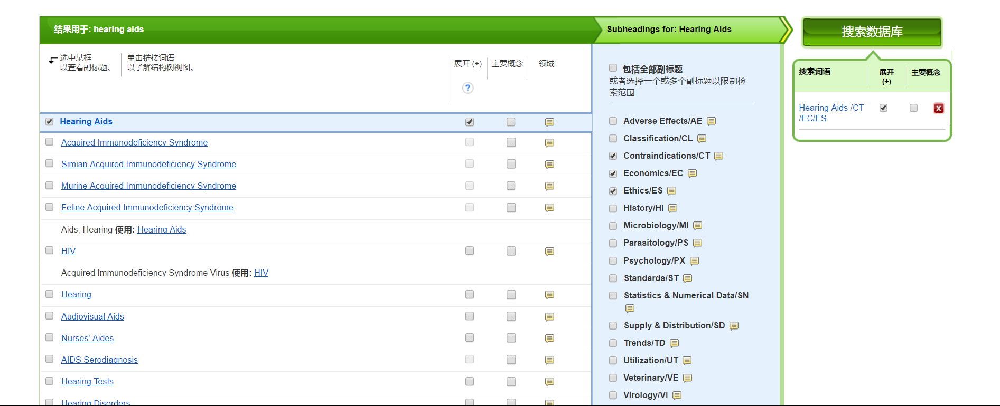 结果用于: hearing aids
Subheadings for: Hearing Aids
搜索数据库
选中某框
以查看副标题。
单击链接词语
以了解结构树视图。
展开 (+)
主要概念
领域
?
Hearing Aids
Acquired Immunodeficiency Syndrome
Simian Acquired Immunodeficiency Syndrome
Murine Acquired Immunodeficiency Syndrome
Feline Acquired Immunodeficiency Syndrome
Aids, Hearing 使用: Hearing Aids
HIV
Acquired Immunodeficiency Syndrome Virus 使用: HIV
Hearing
Audiovisual Aids
Nurses' Aides
AIDS Serodiagnosis
Hearing Tests
Hearing Disorders
包括全部副标题
或者选择一个或多个副标题以限制检
索范围
Adverse Effects/AE
Classification/CL
Contraindications/CT
Economics/EC
Ethics/ES
History/HI
Microbiology/MI
Parasitology/PS
Psychology/PX
Standards/ST
Statistics & Numerical Data/SN
Supply & Distribution/SD
Trends/TD
Utilization/UT
Veterinary/VE
Virology/VI
搜索词语
展开
(+)
主要概念
Hearing Aids /CT
/EC/ES